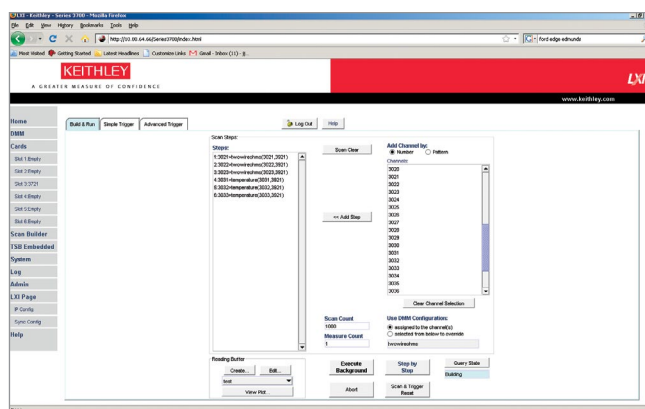 LXI - Keithley - Series 3700 - Mozilla Firefox
File Edit View History Bookmarks Tools Help
http://10.80.64.66/Series3700/index.html
ford edge edmunds
Most Visited Getting Started Latest Headlines Customize Links Gmail - Inbox (11) - g...
KEITHLEY
A GREATER MEASURE OF CONFIDENCE
LXI
www.keithley.com
Home
DMM
Cards
Slot 1:Empty
Slot 2:Empty
Slot 3:3721
Slot 4:Empty
Slot 5:Empty
Slot 6:Empty
Scan Builder
TSB Embedded
System
Log
Admin
LXI Page
IP Config
Sync Config
Help
Build & Run Simple Trigger Advanced Trigger
Log Out Help
Scan Steps:
Steps:
1:3021=twowireohms(3021,3921)
2:3022=twowireohms(3022,3921)
3:3023=twowireohms(3023,3921)
4:3031=temperature(3031,3921)
5:3032=temperature(3032,3921)
6:3033=temperature(3033,3921)
Scan Clear
<< Add Step
Add Channel by:
Number Pattern
Channels:
3020
3021
3022
3023
3024
3025
3026
3027
3028
3029
3030
3031
3032
3033
3034
3035
3036
Clear Channel Selection
Scan Count
1000
Measure Count
1
Use DMM Configuration:
assigned to the channel(s)
selected from below to override
twowireohms
Reading Buffer
Create... Edit...
test
View Plot...
Execute Background
Step by Step
Query State
Building
Abort
Scan & Trigger Reset